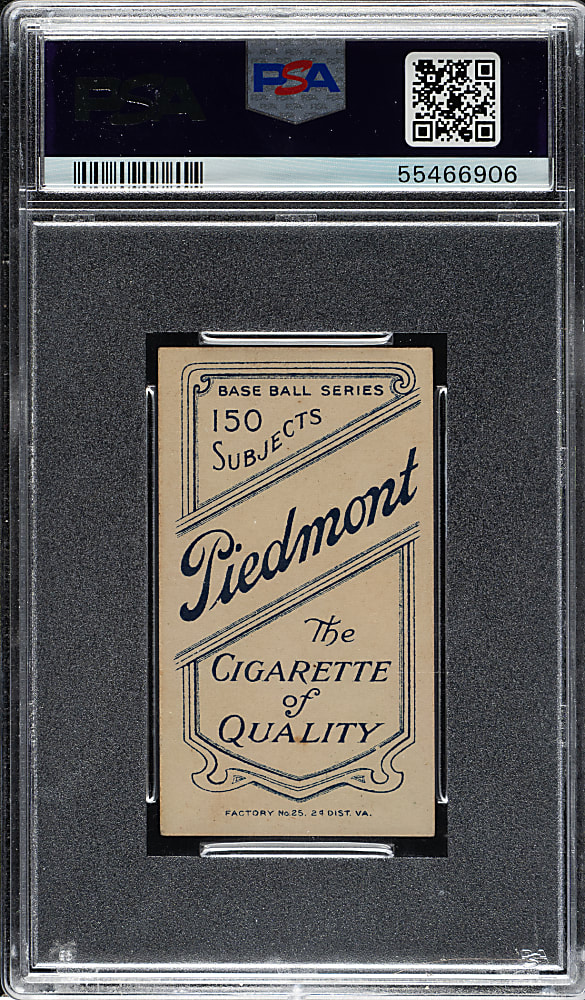 PSA
PSA
55466906
BASE BALL SERIES
150
SUBJECTS
Piedmont
The
CIGARETTE
of
QUALITY
FACTORY No. 25. 2d DIST. VA.